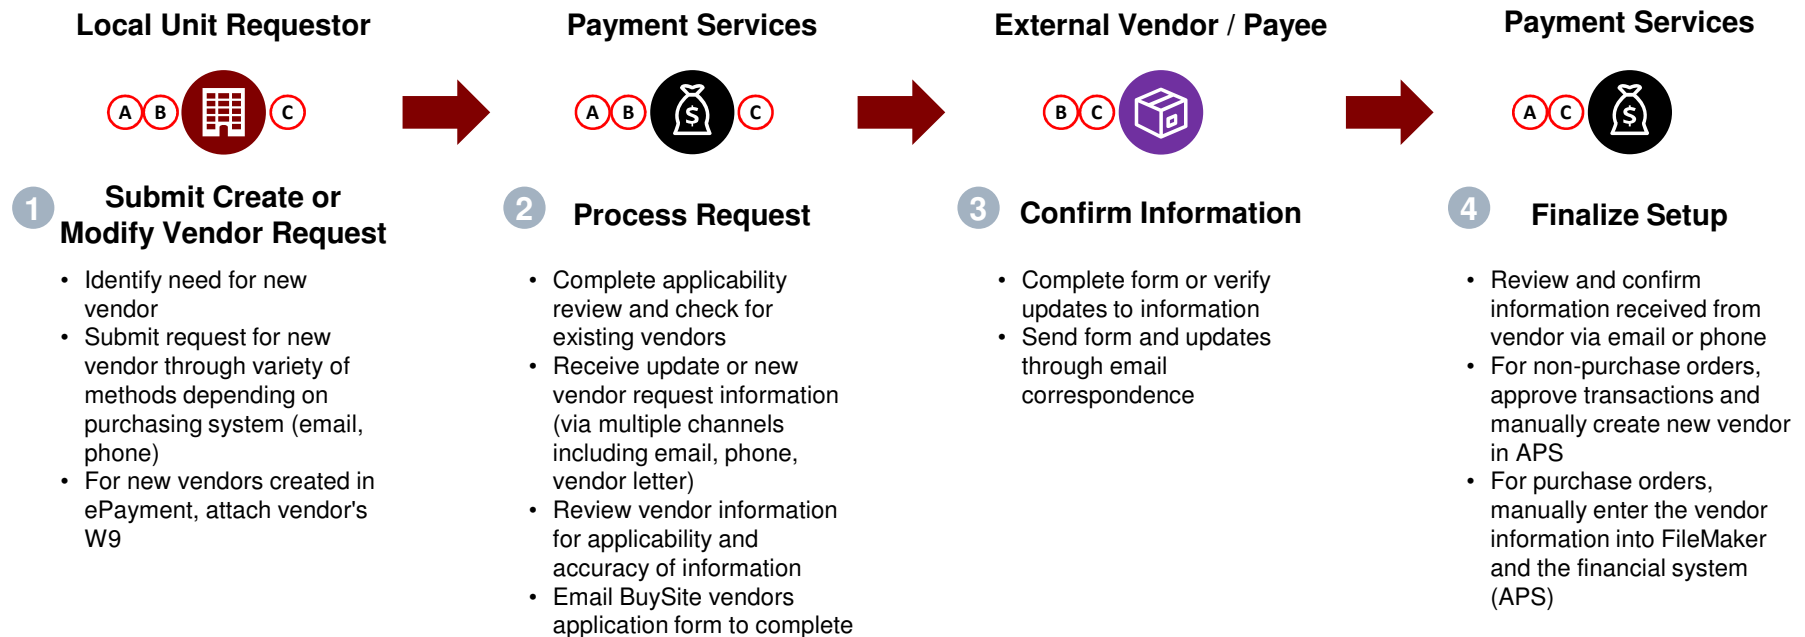 Local Unit Requestor
A B C
1
Submit Create or
Modify Vendor Request
• Identify need for new
vendor
• Submit request for new
vendor through variety of
methods depending on
purchasing system (email,
phone)
• For new vendors created in
ePayment, attach vendor's
W9
Payment Services
A B $ C
2
Process Request
• Complete applicability
review and check for
existing vendors
• Receive update or new
vendor request information
(via multiple channels
including email, phone,
vendor letter)
• Review vendor information
for applicability and
accuracy of information
• Email BuySite vendors
application form to complete
External Vendor / Payee
B C
3
Confirm Information
• Complete form or verify
updates to information
• Send form and updates
through email
correspondence
Payment Services
A C $
4
Finalize Setup
• Review and confirm
information received from
vendor via email or phone
• For non-purchase orders,
approve transactions and
manually create new vendor
in APS
• For purchase orders,
manually enter the vendor
information into FileMaker
and the financial system
(APS)